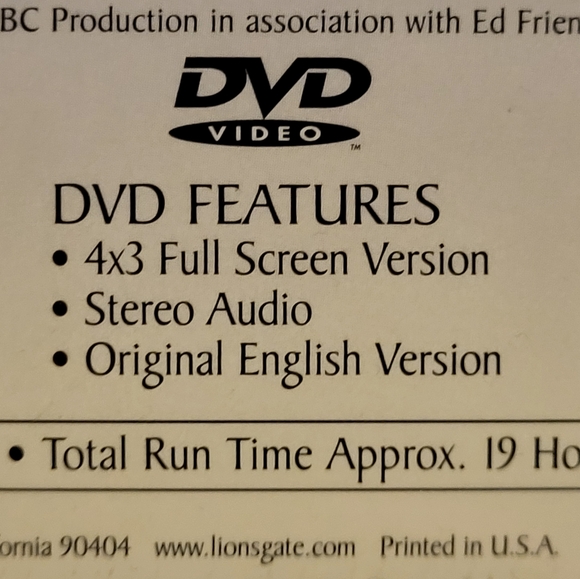 BC Production in association with Ed Frien
DVD
VIDEO
TM
DVD FEATURES
• 4x3 Full Screen Version
• Stereo Audio
• Original English Version
• Total Run Time Approx. 19 Ho
ornia 90404 www.lionsgate.com Printed in U.S.A.